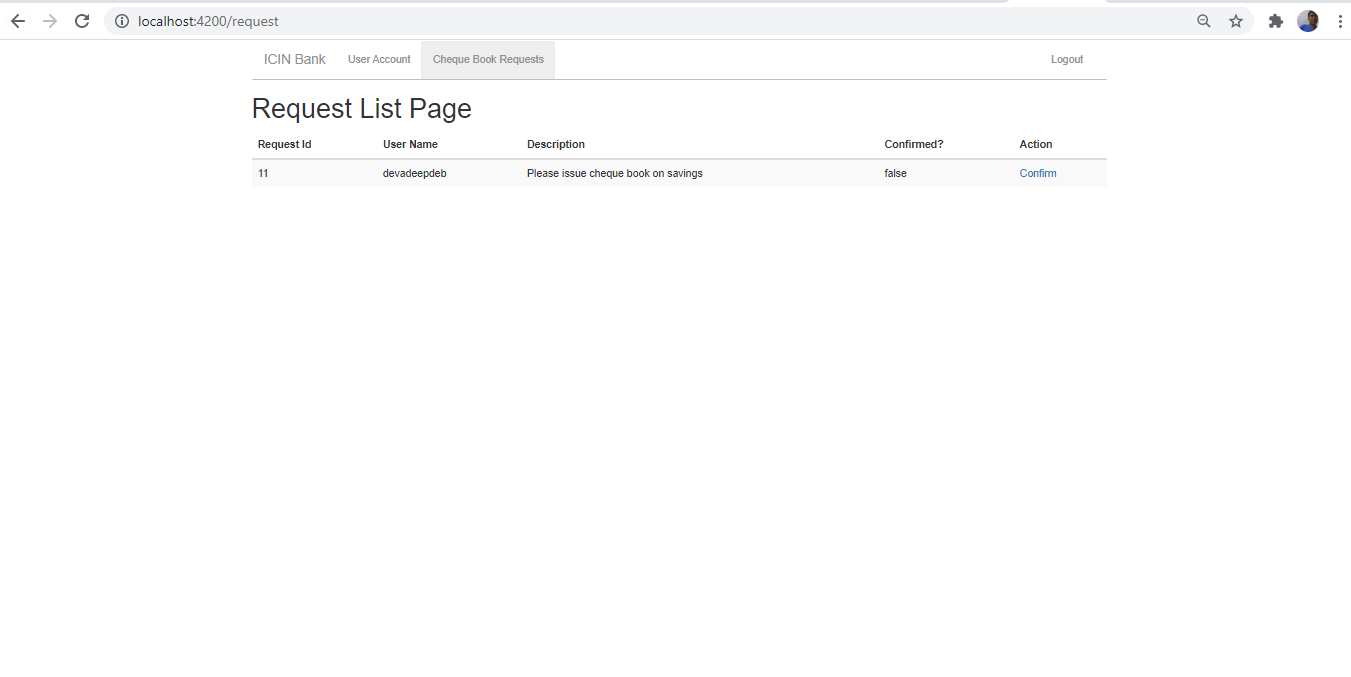 localhost:4200/request
ICIN Bank User Account Cheque Book Requests Logout
Request List Page
Request Id User Name Description Confirmed? Action
11 devadeepdeb Please issue cheque book on savings false Confirm